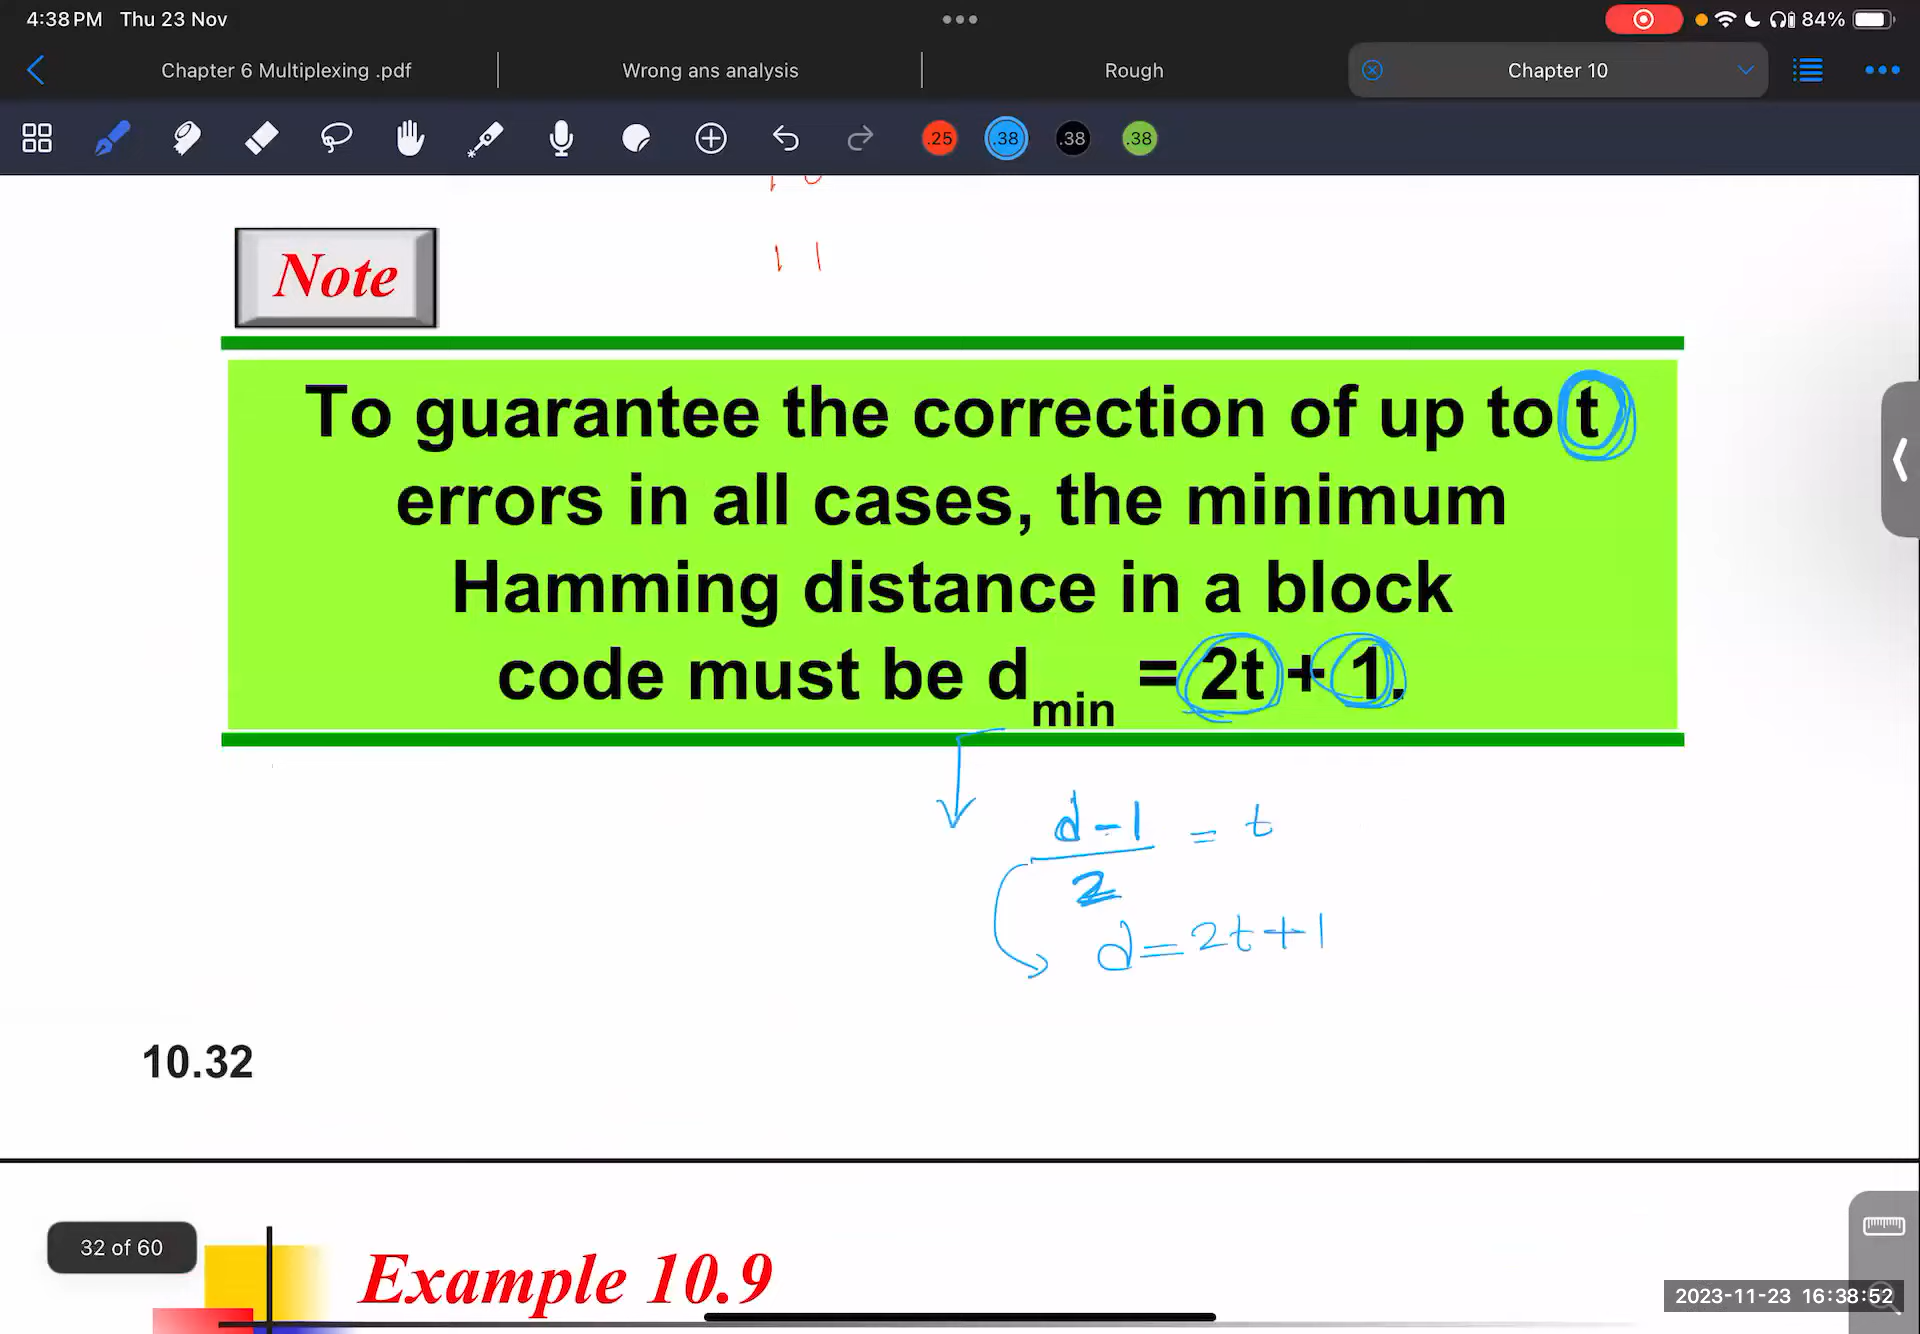 4:38 PM Thu 23 Nov
84%
Chapter 6 Multiplexing .pdf
Wrong ans analysis
Rough
Chapter 10
.25
.38
.38
.38
1 1
Note
To guarantee the correction of up to t
errors in all cases, the minimum
Hamming distance in a block
code must be dmin = 2t + 1.
d-1
2
= t
d=2t+1
10.32
32 of 60
Example 10.9
2023-11-23 16:38:52